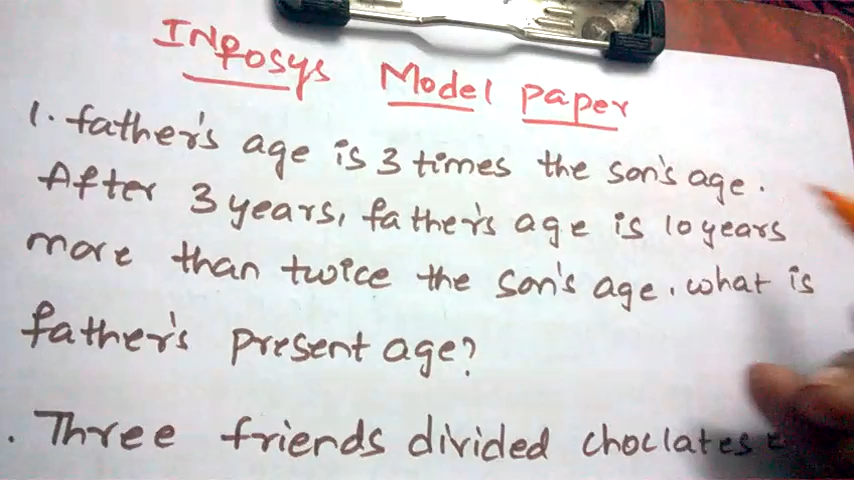 INfosys Model paper
1. father's age is 3 times the son's age.
After 3 years, father's age is 10 years
more than twice the son's age. what is
father's present age?
. Three friends divided choclates